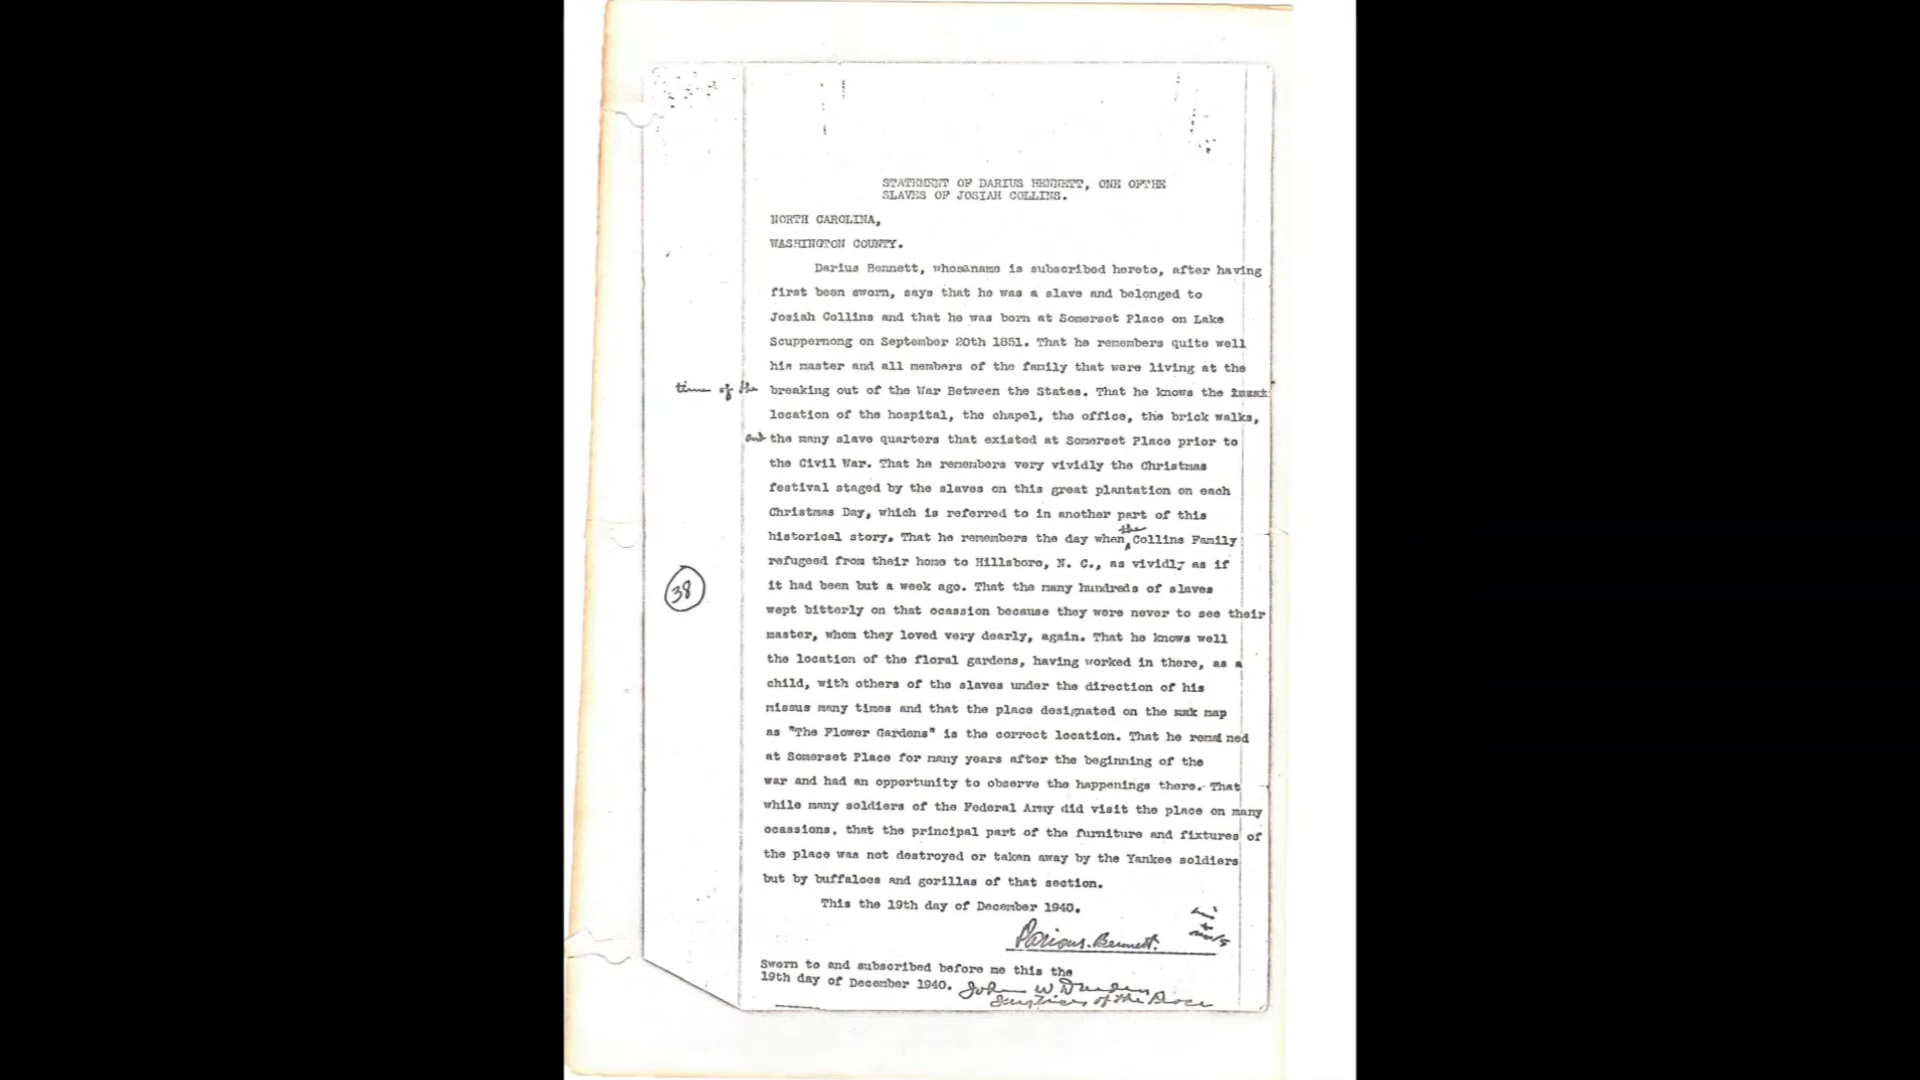 STATEMENT OF DARIUS BENNETT, ONE OFTHE
SLAVES OF JOSIAH COLLINS.
NORTH CAROLINA,
WASHINGTON COUNTY.
Darius Bennett, whosename is subscribed hereto, after having
first been sworn, says that he was a slave and belonged to
Josiah Collins and that he was born at Somerset Place on Lake
Scuppernong on September 20th 1851. That he remembers quite well
his master and all members of the family that were living at the
time of the breaking out of the War Between the States. That he knows the
location of the hospital, the chapel, the office, the brick walks,
and the many slave quarters that existed at Somerset Place prior to
the Civil War. That he remembers very vividly the Christmas
festival staged by the slaves on this great plantation on each
Christmas Day, which is referred to in another part of this
historical story. That he remembers the day when the Collins Family
refugeed from their home to Hillsboro, N. C., as vividly as if
it had been but a week ago. That the many hundreds of slaves
38
wept bitterly on that ocassion because they were never to see their
master, whom they loved very dearly, again. That he knows well
the location of the floral gardens, having worked in there, as a
child, with others of the slaves under the direction of his
missus many times and that the place designated on the map
as "The Flower Gardens" is the correct location. That he remained
at Somerset Place for many years after the beginning of the
war and had an opportunity to observe the happenings there. That
while many soldiers of the Federal Army did visit the place on many
ocassions, that the principal part of the furniture and fixtures of
the place was not destroyed or taken away by the Yankee soldiers
but by buffaloes and gorillas of that section.
This the 19th day of December 1940.
Darious. Bennett.
Sworn to and subscribed before me this the
19th day of December 1940. John W Darden
Justices of the Peace